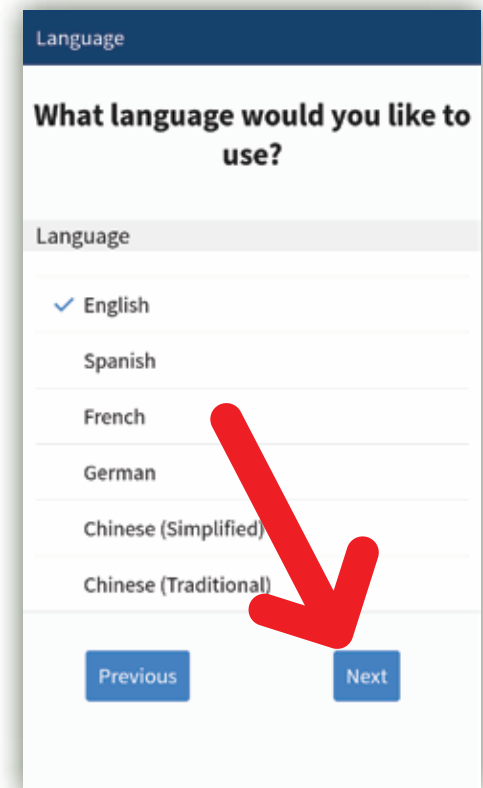 Language
What language would you like to
use?
Language
English
Spanish
French
German
Chinese (Simplified)
Chinese (Traditional)
Previous
Next